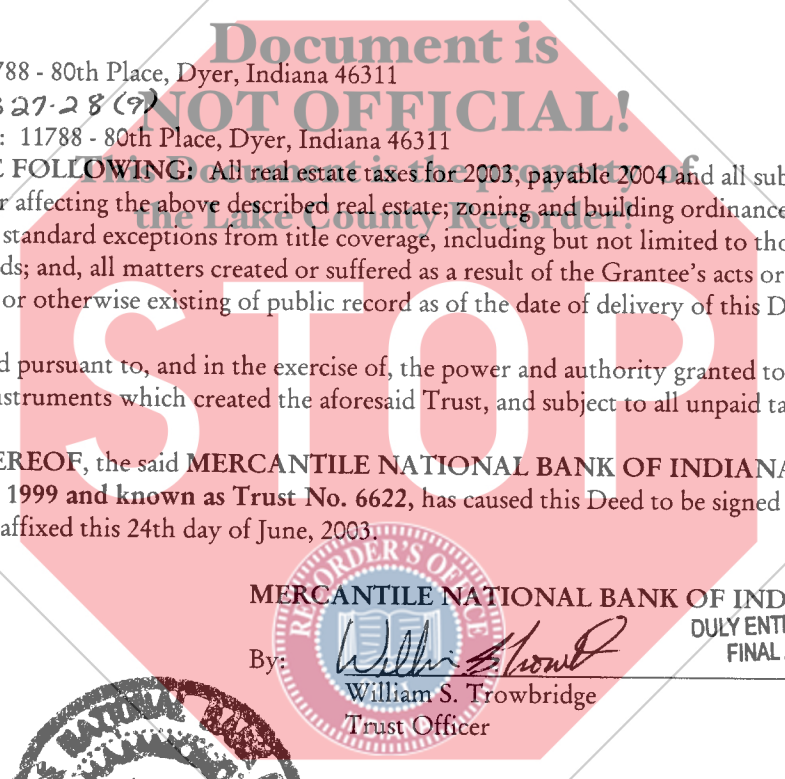 Document is
788 - 80th Place, Dyer, Indiana 46311
27-28 (9)
NOT OFFICIAL!
: 11788 - 80th Place, Dyer, Indiana 46311
This Document is the property of
E FOLLOWING: All real estate taxes for 2003, payable 2004 and all sub
r affecting the above described real estate; zoning and building ordinance
the Lake County Recorder!
standard exceptions from title coverage, including but not limited to tho
ds; and, all matters created or suffered as a result of the Grantee's acts or
or otherwise existing of public record as of the date of delivery of this D
STOP
d pursuant to, and in the exercise of, the power and authority granted to
nstruments which created the aforesaid Trust, and subject to all unpaid ta
EREOF, the said MERCANTILE NATIONAL BANK OF INDIANA
1999 and known as Trust No. 6622, has caused this Deed to be signed
affixed this 24th day of June, 2003.
RECORDER'S OFFICE
MERCANTILE NATIONAL BANK OF IND
DULY ENT
FINAL
By:
William S. Trowbridge
Trust Officer
INDIANA
NATIONAL BANK